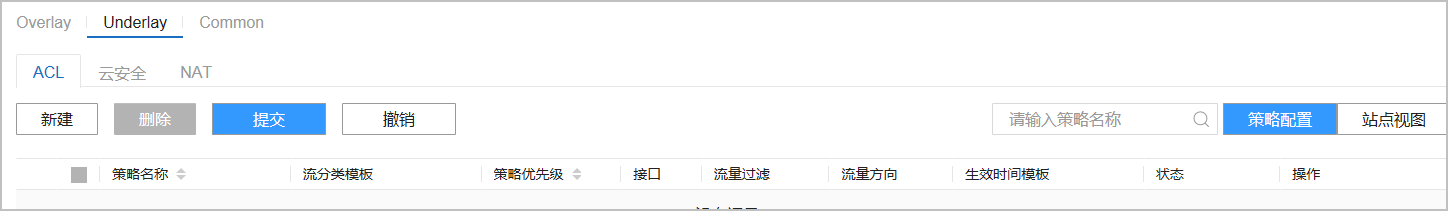 Overlay Underlay Common
ACL 云安全 NAT
新建 删除 提交 撤销 请输入策略名称 策略配置 站点视图
策略名称 流分类模板 策略优先级 接口 流量过滤 流量方向 生效时间模板 状态 操作